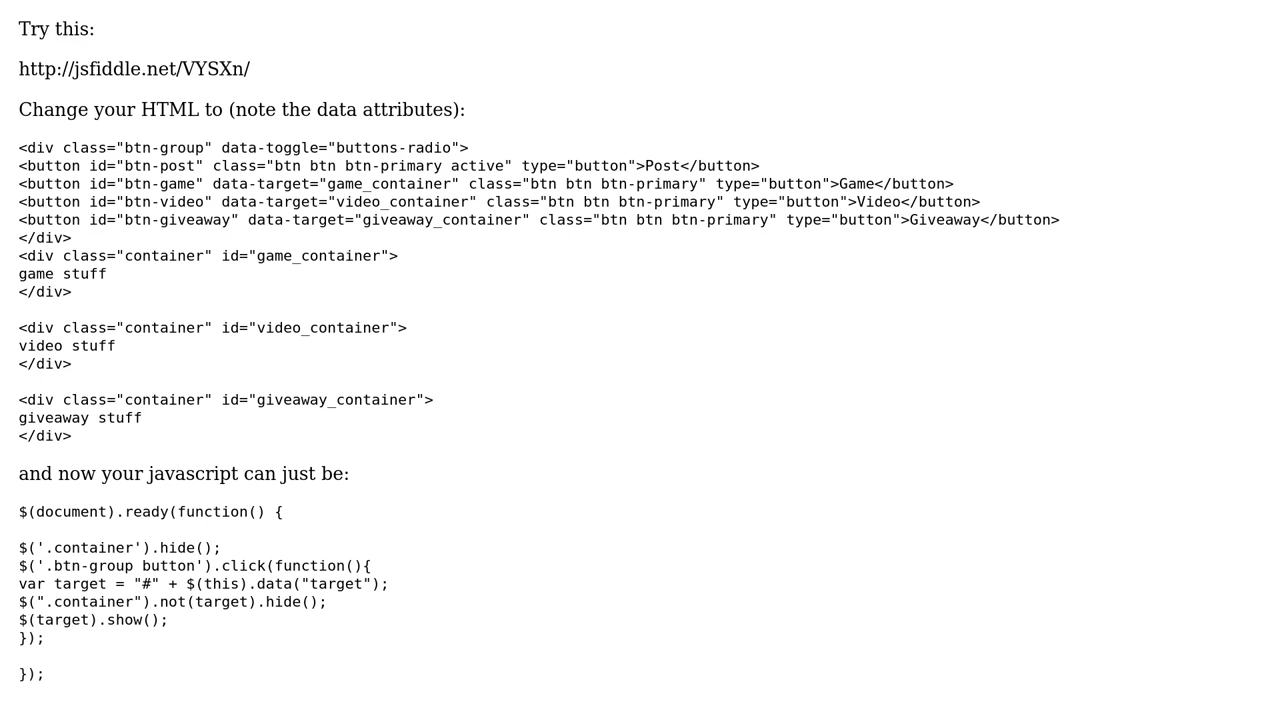 Try this:
http://jsfiddle.net/VYSXn/
Change your HTML to (note the data attributes):
<div class="btn-group" data-toggle="buttons-radio">
<button id="btn-post" class="btn btn btn-primary active" type="button">Post</button>
<button id="btn-game" data-target="game_container" class="btn btn btn-primary" type="button">Game</button>
<button id="btn-video" data-target="video_container" class="btn btn btn-primary" type="button">Video</button>
<button id="btn-giveaway" data-target="giveaway_container" class="btn btn btn-primary" type="button">Giveaway</button>
</div>
<div class="container" id="game_container">
game stuff
</div>
<div class="container" id="video_container">
video stuff
</div>
<div class="container" id="giveaway_container">
giveaway stuff
</div>
and now your javascript can just be:
$(document).ready(function() {
$('.container').hide();
$('.btn-group button').click(function(){
var target = "#" + $(this).data("target");
$(".container").not(target).hide();
$(target).show();
});
});